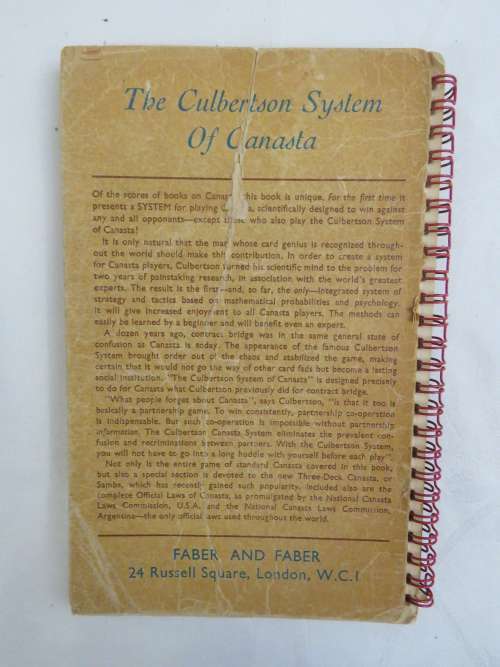 The Culbertson System
Of Canasta
Of the scores of books on Canasta this book is unique. For the first time it
presents a SYSTEM for playing Canasta, scientifically designed to win against
any and all opponents—except those who also play the Culbertson System
of Canasta!
It is only natural that the man whose card genius is recognized through-
out the world should make this contribution. In order to create a system
for Canasta players, Culbertson turned his scientific mind to the problem for
two years of painstaking research, in association with the world's greatest
experts. The result is the first—and, so far, the only—integrated system of
strategy and tactics based on mathematical probabilities and psychology.
It will give increased enjoyment to all Canasta players. The methods can
easily be learned by a beginner and will benefit even an expert.
A dozen years ago, contract bridge was in the same general state of
confusion as Canasta is today. The appearance of the famous Culbertson
System brought order out of the chaos and stabilized the game, making
certain that it would not go the way of other card fads but become a lasting
social institution. "The Culbertson System of Canasta" is designed precisely
to do for Canasta what Culbertson previously did for contract bridge.
"What people forget about Canasta", says Culbertson, "is that it too is
basically a partnership game. To win consistently, partnership co-operation
is indispensable. But such co-operation is impossible without partnership
information. The Culbertson Canasta System eliminates the prevalent con-
fusion and recriminations between partners. With the Culbertson System,
you will not have to go into a long huddle with yourself before each play".
Not only is the entire game of standard Canasta covered in this book,
but also a special section is devoted to the new Three-Deck Canasta, or
Samba, which has recently gained such popularity. Included also are the
complete Official Laws of Canasta, as promulgated by the National Canasta
Laws Commission, U.S.A. and the National Canasta Laws Commission,
Argentina—the only official laws used throughout the world.
FABER AND FABER
24 Russell Square, London, W.C.1